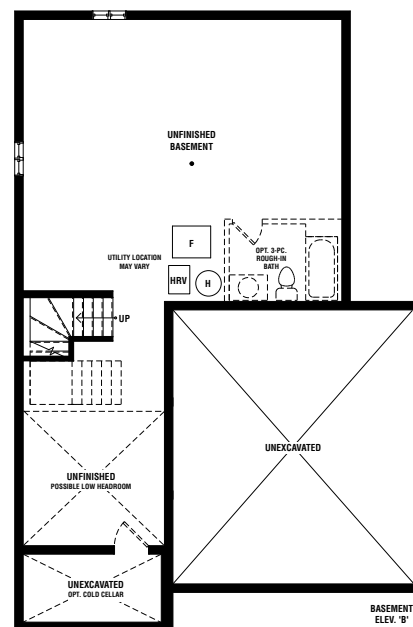 UNFINISHED
BASEMENT
OPT. 3-PC.
ROUGH-IN
BATH
F
UTILITY LOCATION
MAY VARY
HRV
H
UP
UNEXCAVATED
UNFINISHED
POSSIBLE LOW HEADROOM
UNEXCAVATED
OPT. COLD CELLAR
BASEMENT
ELEV. 'B'